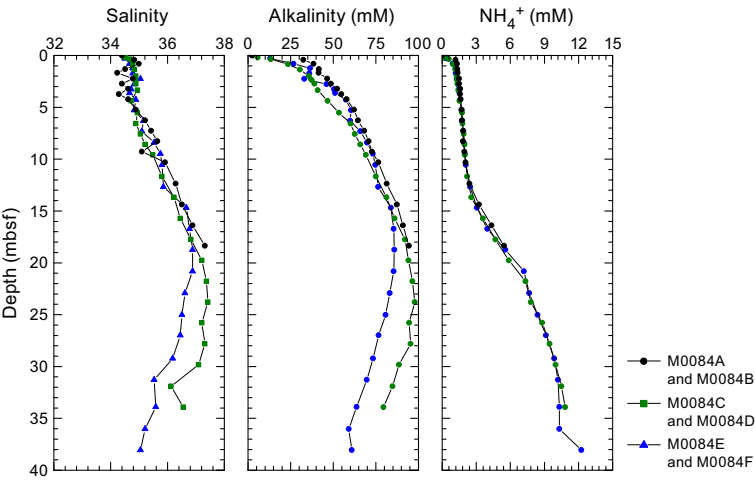 Salinity
Alkalinity (mM)
NH₄⁺ (mM)
32 34 36 38
0 25 50 75 100
0 3 6 9 12 15
0
5
10
15
20
25
30
35
40
Depth (mbsf)
M0084A
and M0084B
M0084C
and M0084D
M0084E
and M0084F